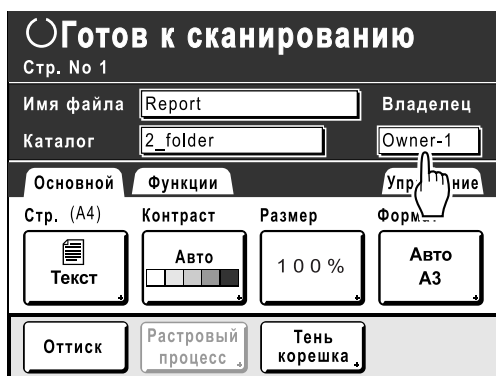 Готов к сканированию
Стр. No 1
Имя файла Report Владелец
Каталог 2_folder Owner-1
Основной Функции
Стр. (A4) Контраст Размер
Текст Авто 100% Авто
A3
Оттиск Растровый процесс Тень корешка